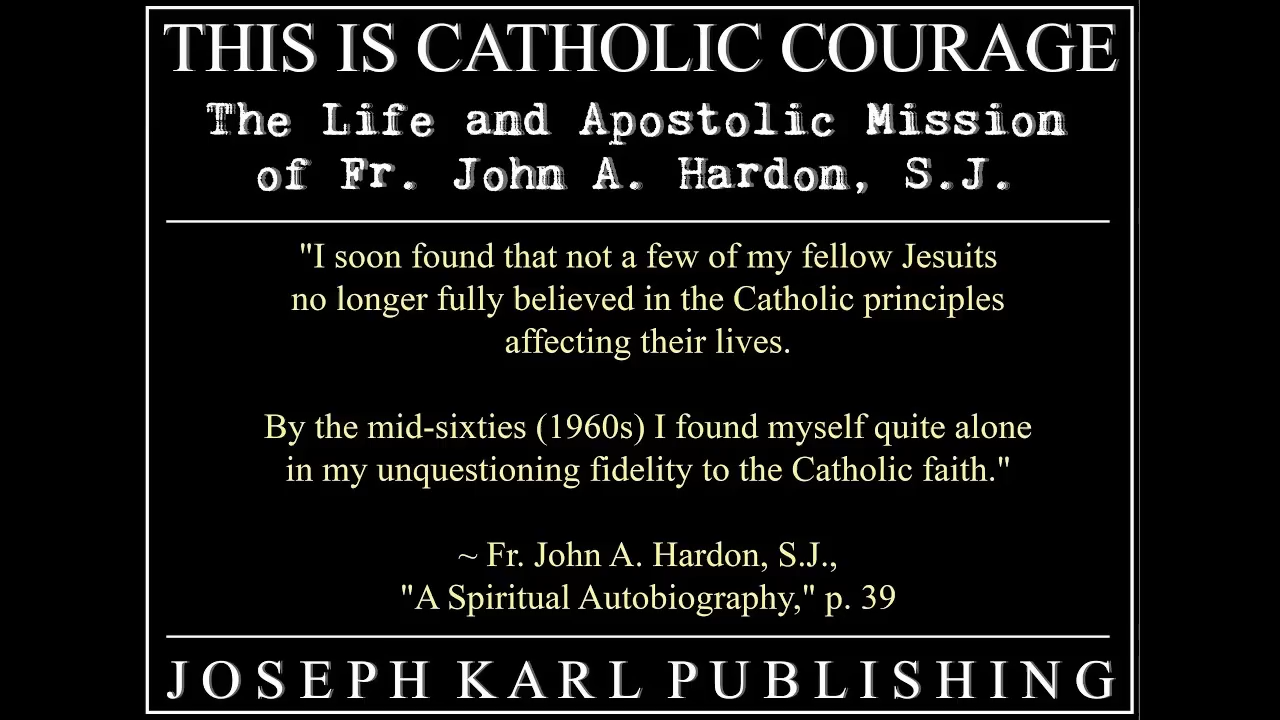 THIS IS CATHOLIC COURAGE
The Life and Apostolic Mission
of Fr. John A. Hardon, S.J.
"I soon found that not a few of my fellow Jesuits
no longer fully believed in the Catholic principles
affecting their lives.
By the mid-sixties (1960s) I found myself quite alone
in my unquestioning fidelity to the Catholic faith."
~ Fr. John A. Hardon, S.J.,
"A Spiritual Autobiography," p. 39
JOSEPH KARL PUBLISHING